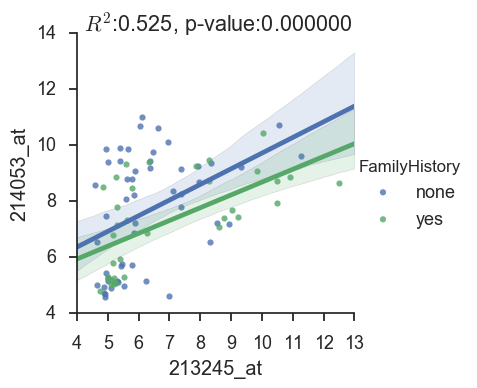 R²:0.525, p-value:0.000000
14
12
10
8
6
4
214053_at
4 5 6 7 8 9 10 11 12 13
213245_at
FamilyHistory
none
yes